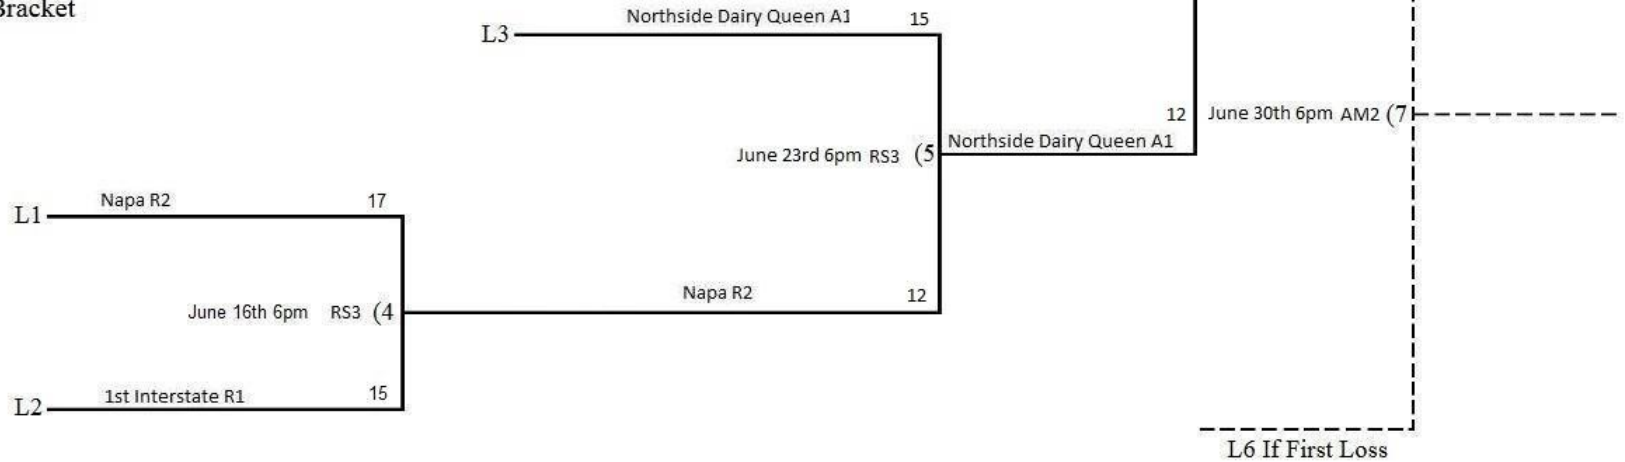 Bracket
Northside Dairy Queen A1 15
L3
12 June 30th 6pm AM2 (7
Northside Dairy Queen A1
June 23rd 6pm RS3 (5
Napa R2 17
L1
Napa R2 12
June 16th 6pm RS3 (4
1st Interstate R1 15
L2
L6 If First Loss